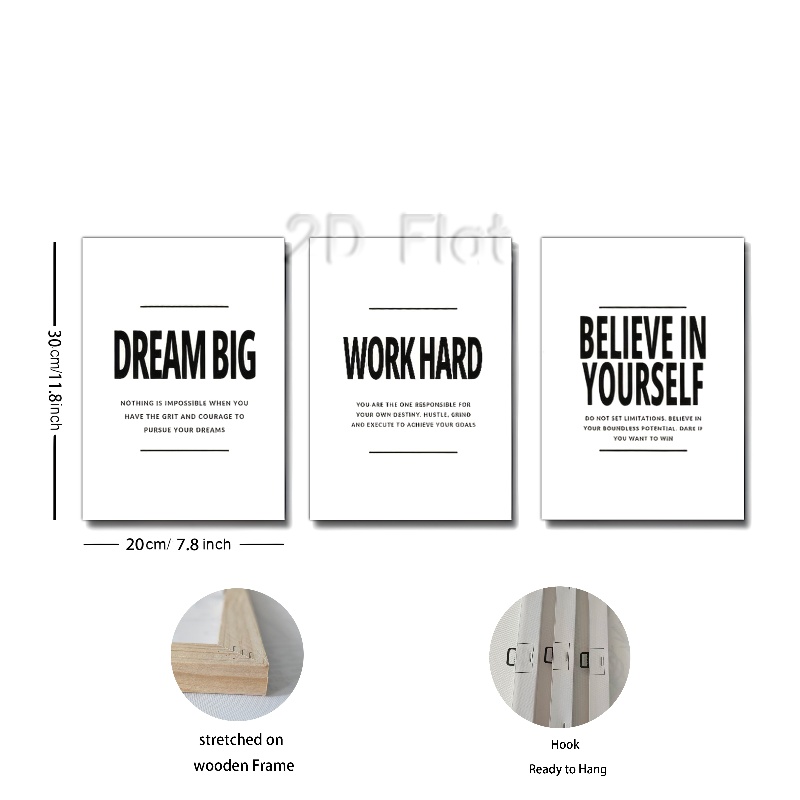 2D Flat
30cm/11.8inch
DREAM BIG
NOTHING IS IMPOSSIBLE WHEN YOU
HAVE THE GRIT AND COURAGE TO
PURSUE YOUR DREAMS
WORK HARD
YOU ARE THE ONE RESPONSIBLE FOR
YOUR OWN DESTINY. HUSTLE, GRIND
AND EXECUTE TO ACHIEVE YOUR GOALS
BELIEVE IN
YOURSELF
DO NOT SET LIMITATIONS. BELIEVE IN
YOUR BOUNDLESS POTENTIAL. DARE IF
YOU WANT TO WIN
20cm/ 7.8 inch
stretched on
wooden Frame
Hook
Ready to Hang